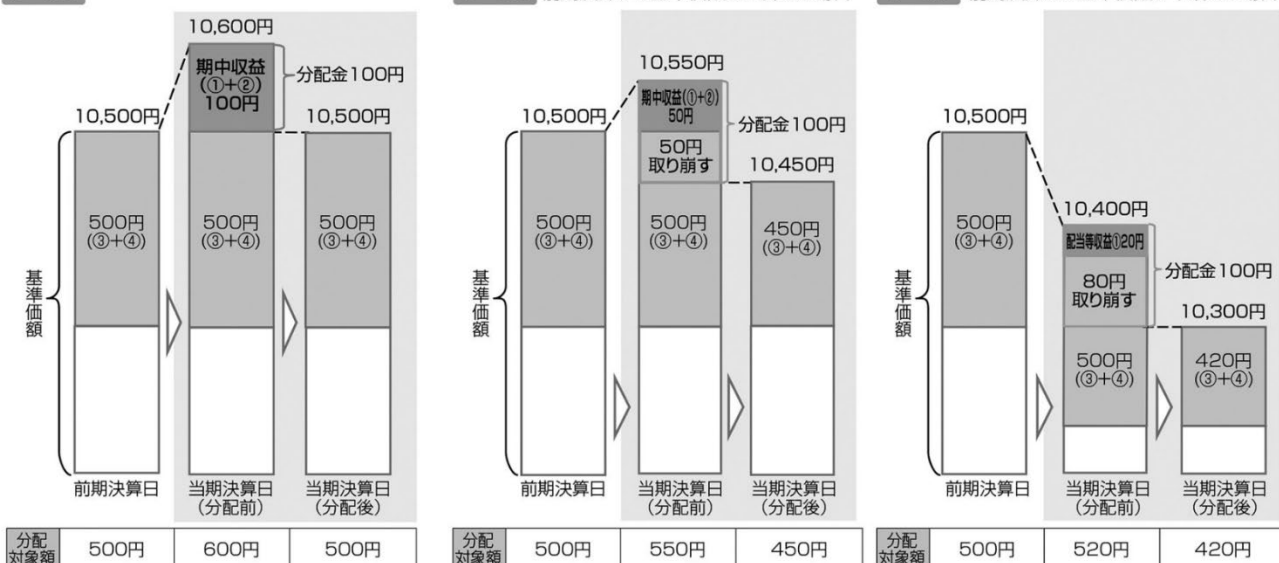 10,600円
期中収益
(①+②)
100円
分配金100円
10,500円
10,500円
500円
(③+④)
500円
(③+④)
500円
(③+④)
基準価額
前期決算日
当期決算日
(分配前)
当期決算日
(分配後)
分配
対象額
500円
600円
500円
10,550円
期中収益(①+②)
50円
分配金100円
10,500円
50円
取り崩す
10,450円
500円
(③+④)
500円
(③+④)
450円
(③+④)
基準価額
前期決算日
当期決算日
(分配前)
当期決算日
(分配後)
分配
対象額
500円
550円
450円
10,500円
10,400円
配当等収益①20円
分配金100円
80円
取り崩す
10,300円
500円
(③+④)
500円
(③+④)
420円
(③+④)
基準価額
前期決算日
当期決算日
(分配前)
当期決算日
(分配後)
分配
対象額
500円
520円
420円